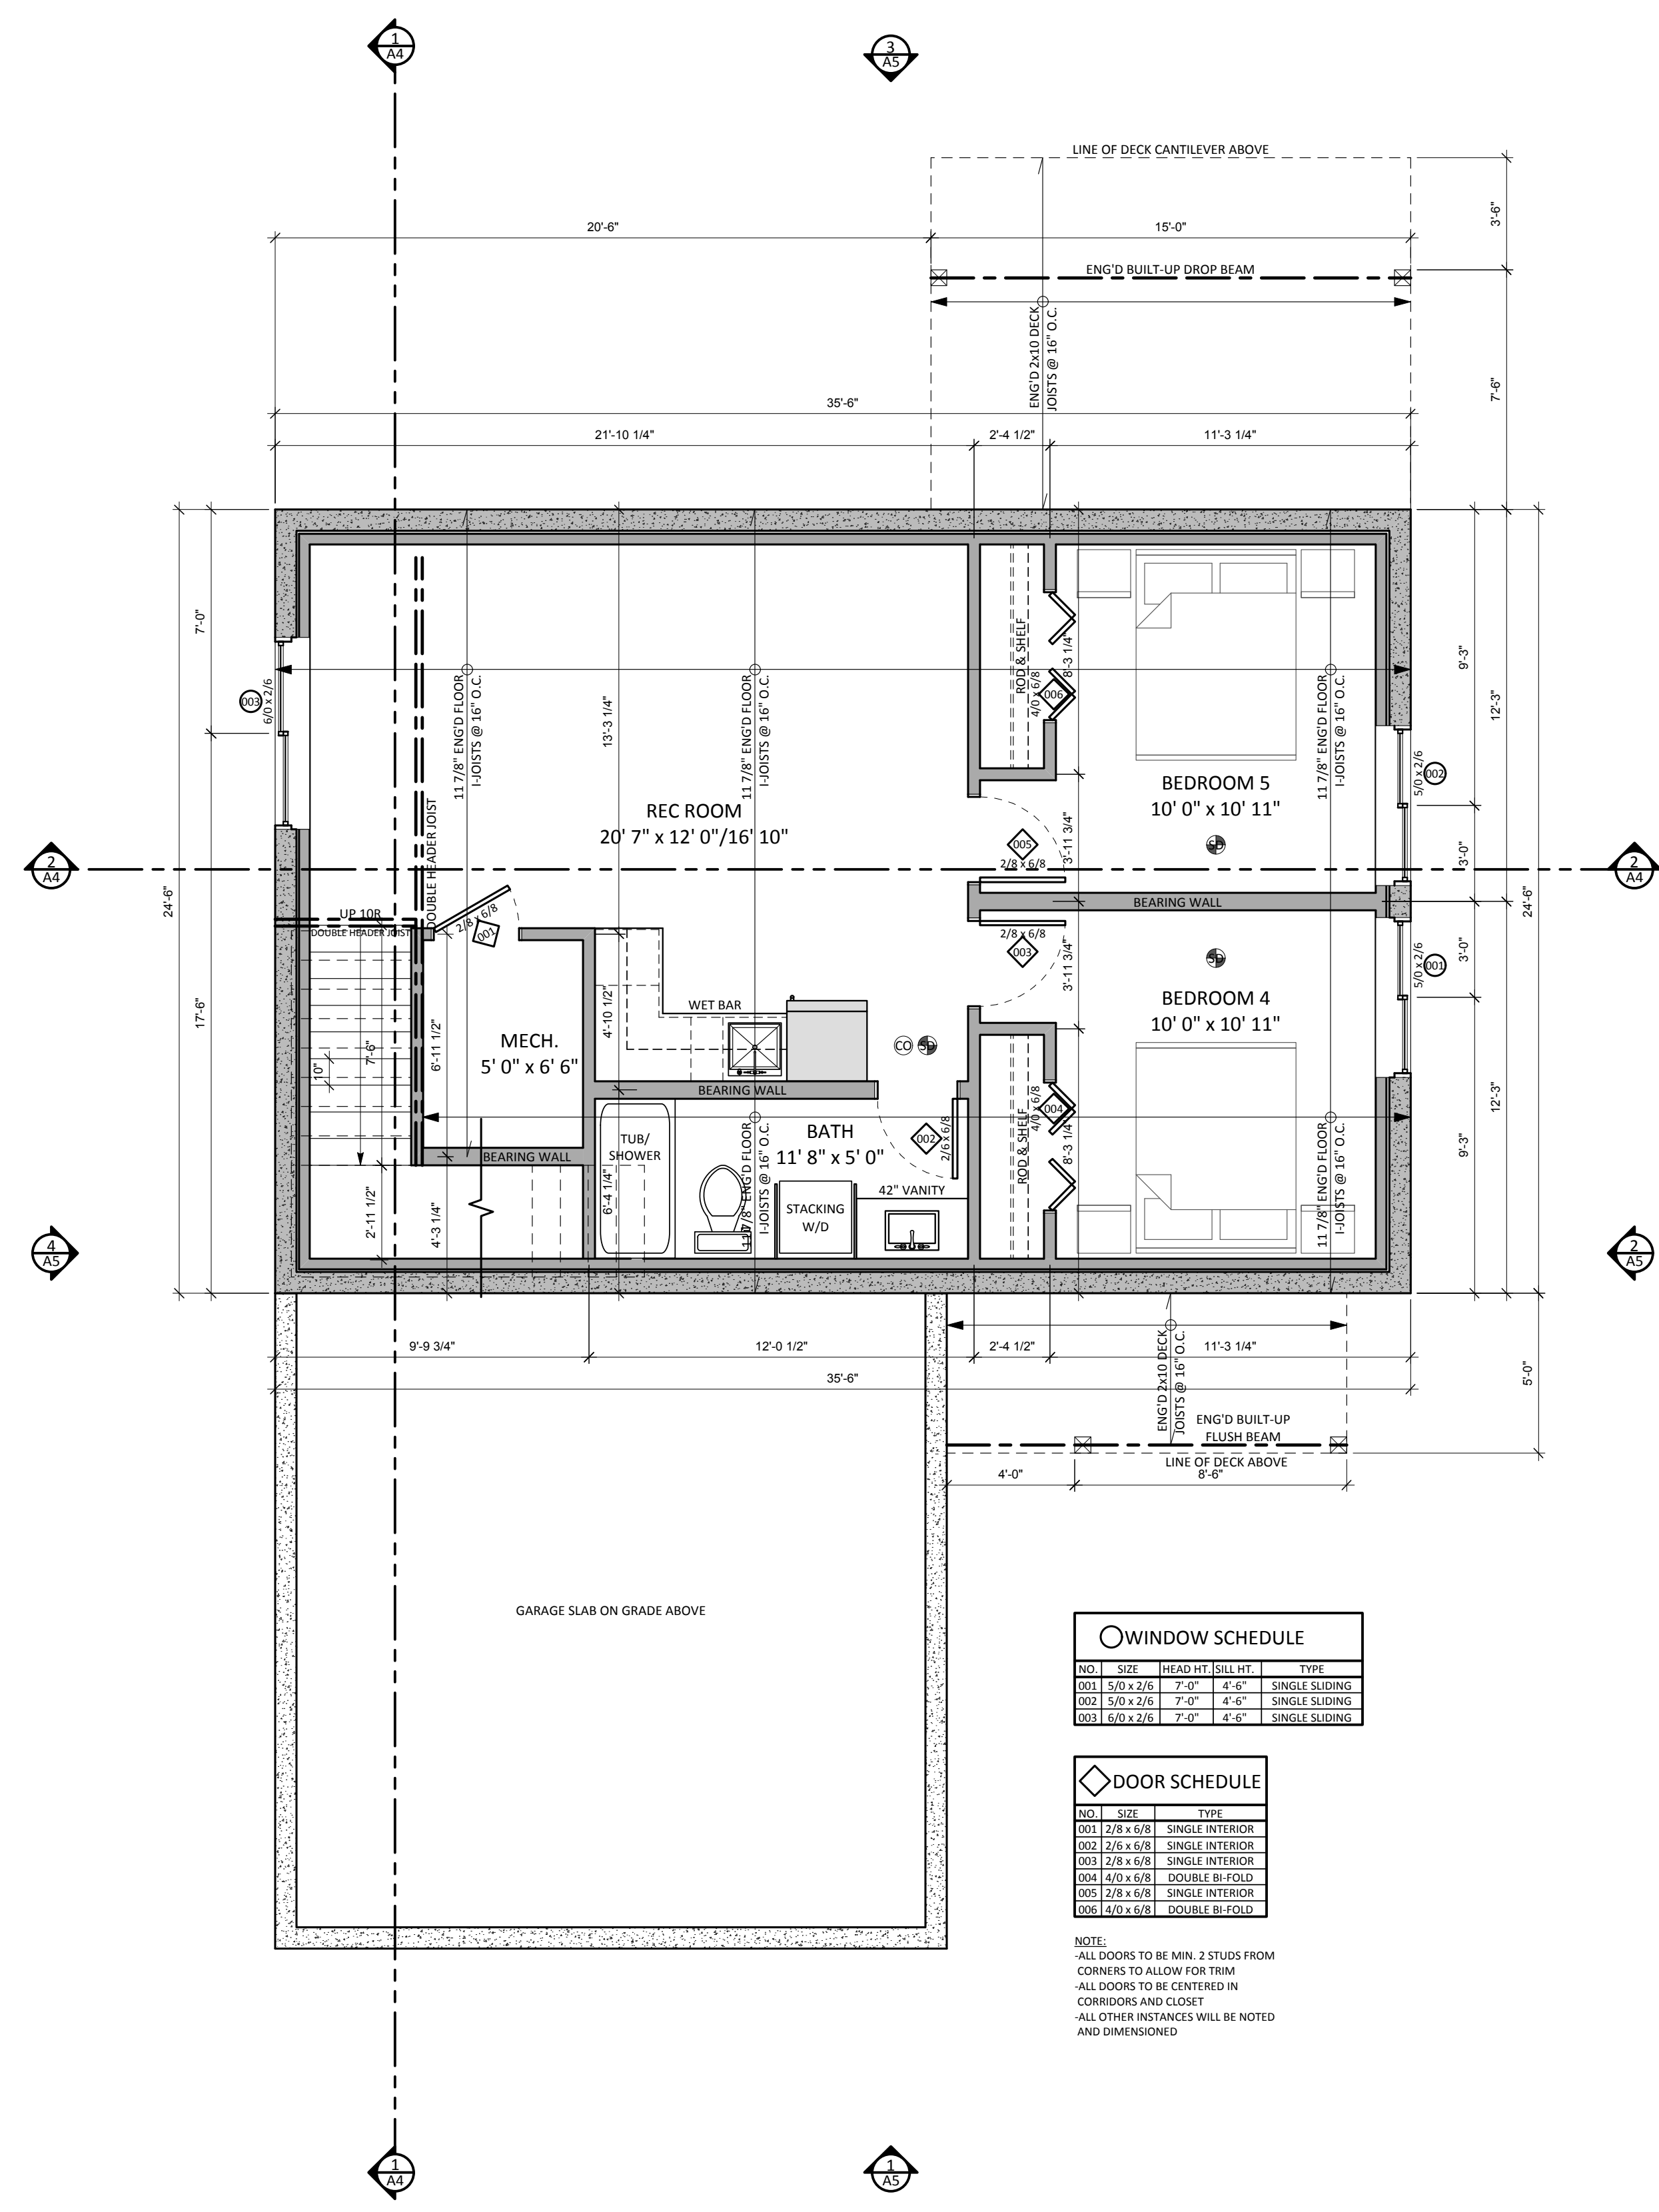 1
A4
3
A5
LINE OF DECK CANTILEVER ABOVE
3'-6"
20'-6"
15'-0"
ENG'D BUILT-UP DROP BEAM
ENG'D 2x10 DECK
JOISTS @ 16" O.C.
7'-6"
35'-6"
21'-10 1/4"
2'-4 1/2"
11'-3 1/4"
7'-0"
003
6/0 x 2/6
11 7/8" ENG'D FLOOR
I-JOISTS @ 16" O.C.
13'-3 1/4"
11 7/8" ENG'D FLOOR
I-JOISTS @ 16" O.C.
ROD & SHELF
4/0 x 6/8
006
8'-3 1/4"
11 7/8" ENG'D FLOOR
I-JOISTS @ 16" O.C.
9'-3"
12'-3"
BEDROOM 5
10' 0" x 10' 11"
5/0 x 2/6
002
REC ROOM
20' 7" x 12' 0"/16' 10"
DOUBLE HEADER JOIST
005
2/8 x 6/8
3'-11 3/4"
SD
3'-0"
2
A4
2
A4
24'-6"
24'-6"
UP 10R
DOUBLE HEADER JOIST
2/8 x 6/8
001
BEARING WALL
2/8 x 6/8
003
3'-11 3/4"
SD
5/0 x 2/6
001
3'-0"
BEDROOM 4
10' 0" x 10' 11"
17'-6"
WET BAR
4'-10 1/2"
MECH.
5' 0" x 6' 6"
6'-11 1/2"
7'-6"
10"
CO
SD
BEARING WALL
4/0 x 6/8
004
8'-3 1/4"
ROD & SHELF
12'-3"
9'-3"
BATH
11' 8" x 5' 0"
002
2/6 x 6/8
TUB/
SHOWER
BEARING WALL
6'-4 1/4"
11 7/8" ENG'D FLOOR
I-JOISTS @ 16" O.C.
STACKING
W/D
42" VANITY
11 7/8" ENG'D FLOOR
I-JOISTS @ 16" O.C.
2'-11 1/2"
4'-3 1/4"
4
A5
2
A5
9'-9 3/4"
12'-0 1/2"
2'-4 1/2"
11'-3 1/4"
35'-6"
5'-0"
ENG'D 2x10 DECK
JOISTS @ 16" O.C.
ENG'D BUILT-UP
FLUSH BEAM
LINE OF DECK ABOVE
4'-0"
8'-6"
GARAGE SLAB ON GRADE ABOVE
WINDOW SCHEDULE
NO. SIZE HEAD HT. SILL HT. TYPE
001 5/0 x 2/6 7'-0" 4'-6" SINGLE SLIDING
002 5/0 x 2/6 7'-0" 4'-6" SINGLE SLIDING
003 6/0 x 2/6 7'-0" 4'-6" SINGLE SLIDING
DOOR SCHEDULE
NO. SIZE TYPE
001 2/8 x 6/8 SINGLE INTERIOR
002 2/6 x 6/8 SINGLE INTERIOR
003 2/8 x 6/8 SINGLE INTERIOR
004 4/0 x 6/8 DOUBLE BI-FOLD
005 2/8 x 6/8 SINGLE INTERIOR
006 4/0 x 6/8 DOUBLE BI-FOLD
NOTE:
-ALL DOORS TO BE MIN. 2 STUDS FROM
CORNERS TO ALLOW FOR TRIM
-ALL DOORS TO BE CENTERED IN
CORRIDORS AND CLOSET
-ALL OTHER INSTANCES WILL BE NOTED
AND DIMENSIONED
1
A4
1
A5